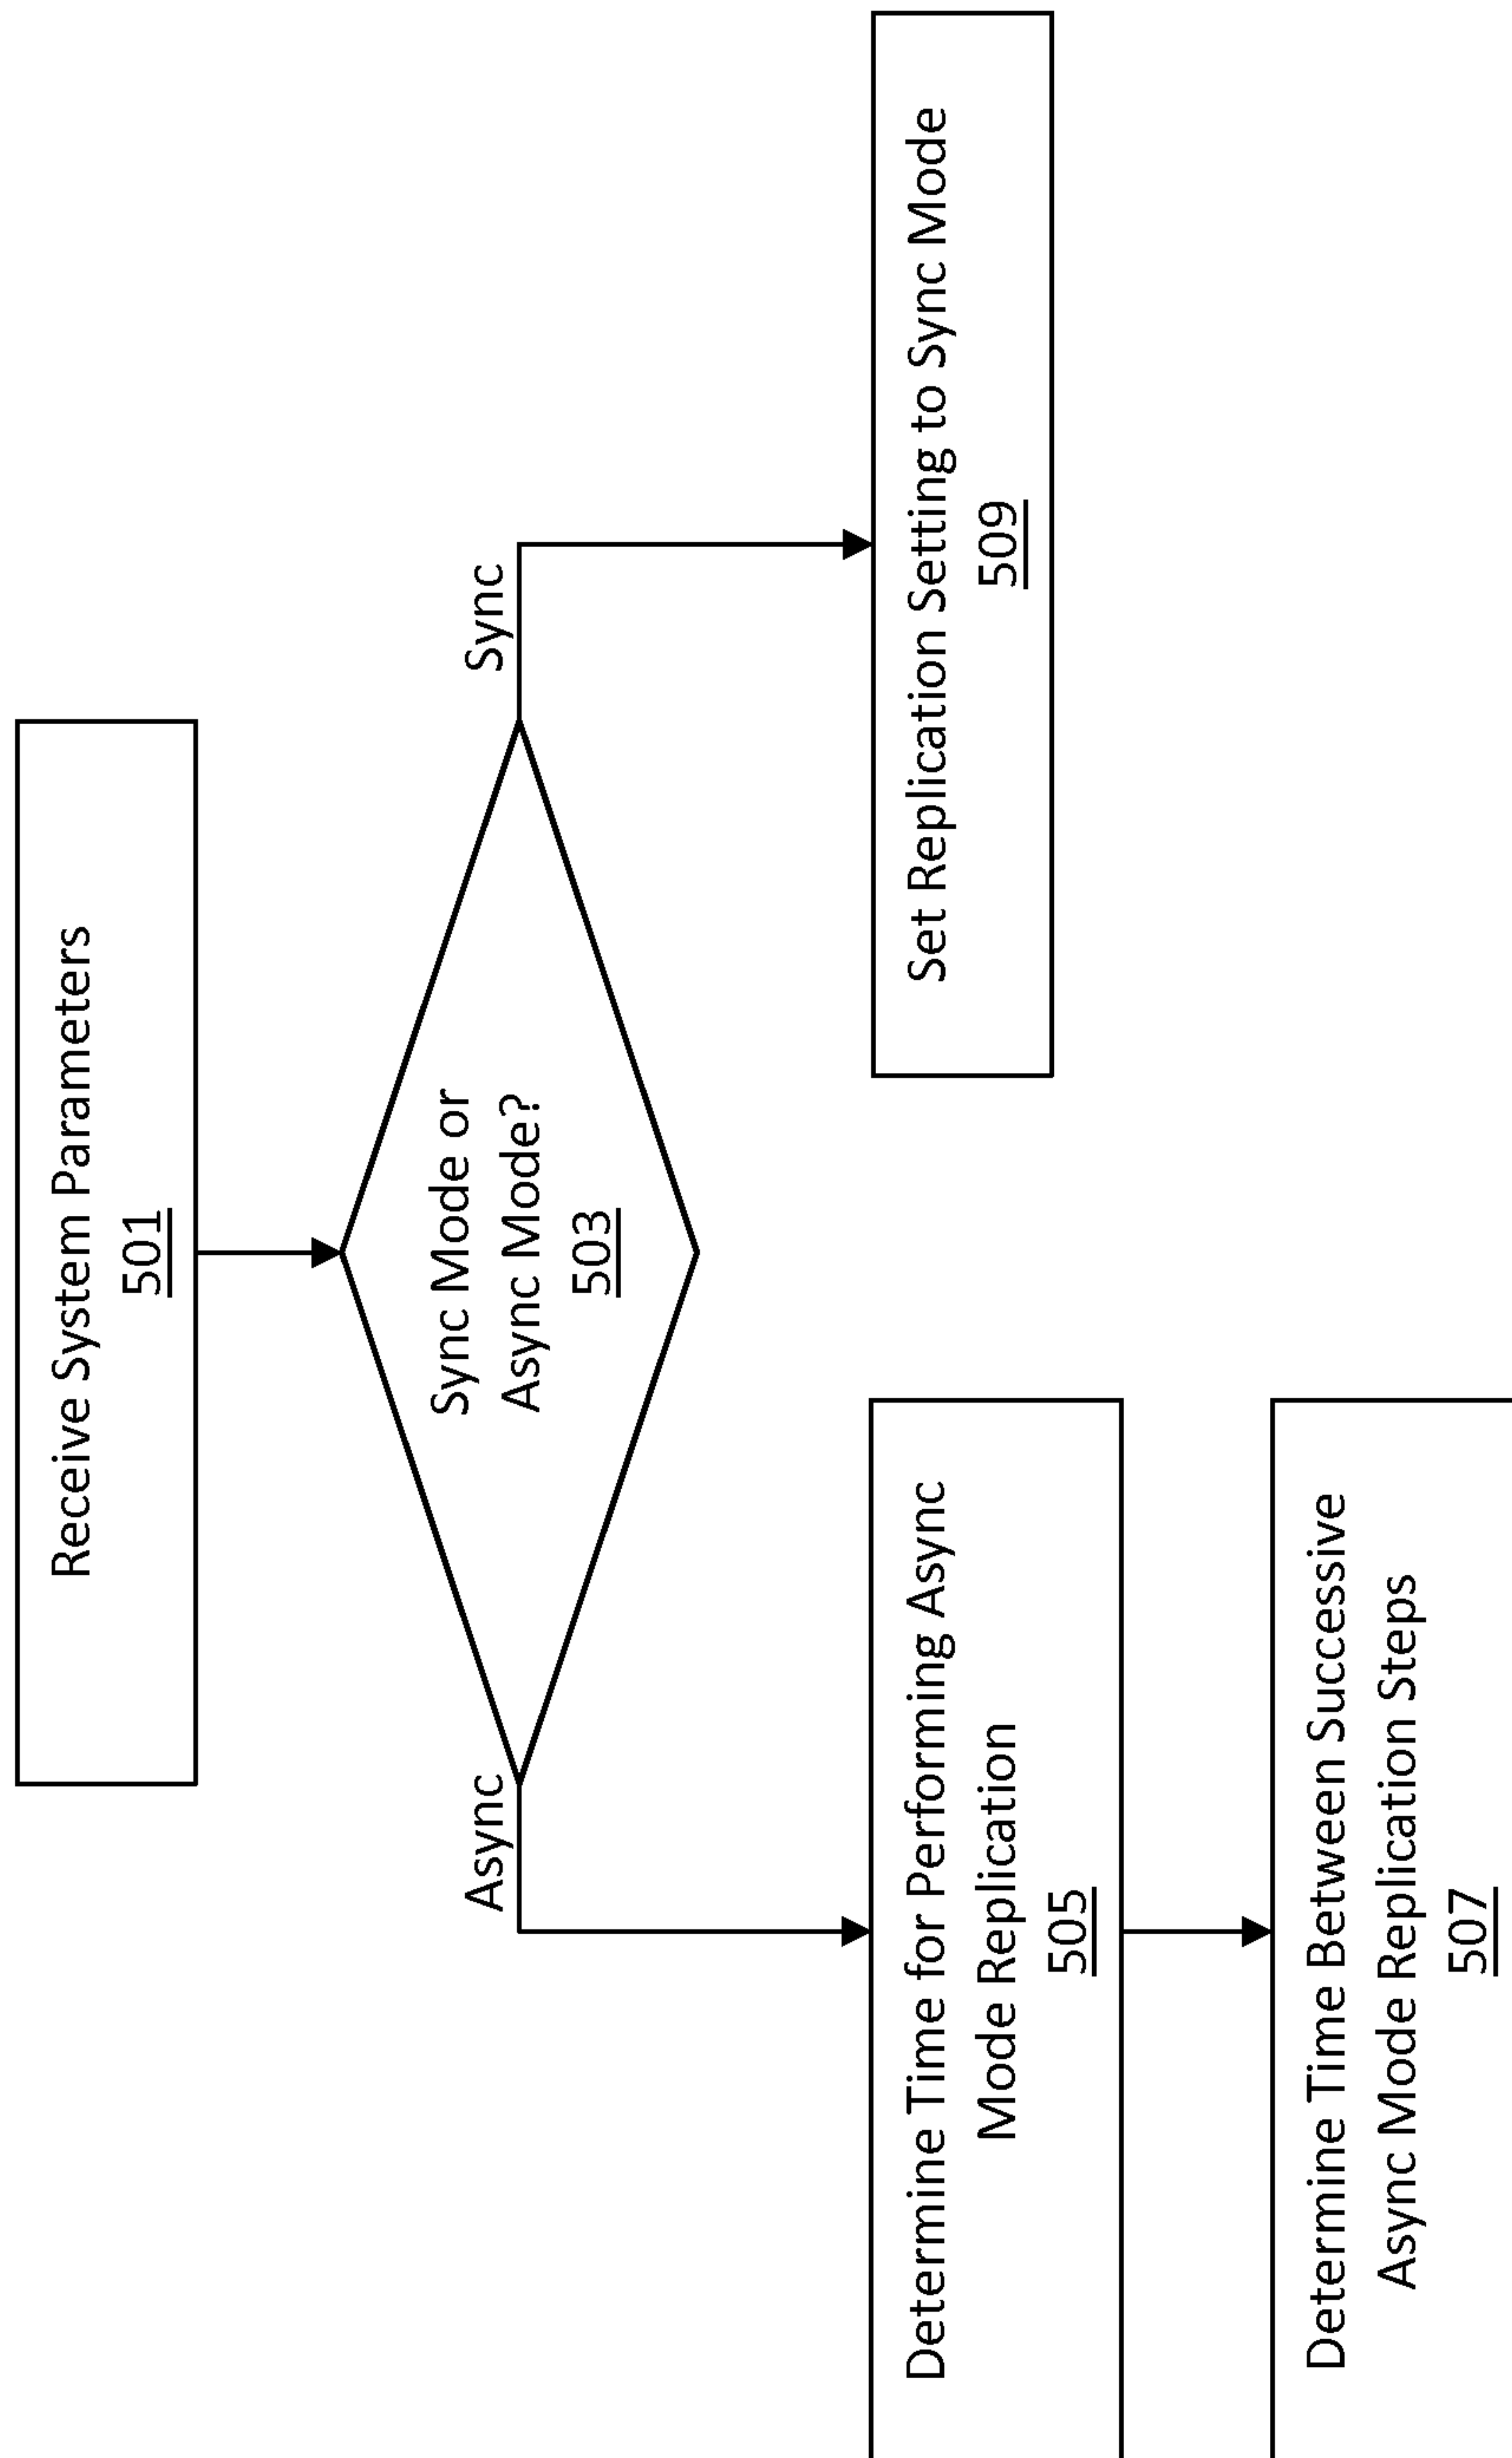 Receive System Parameters
501
Sync Mode or
Async Mode?
503
Async
Sync
Determine Time for Performing Async
Mode Replication
505
Set Replication Setting to Sync Mode
509
Determine Time Between Successive
Async Mode Replication Steps
507